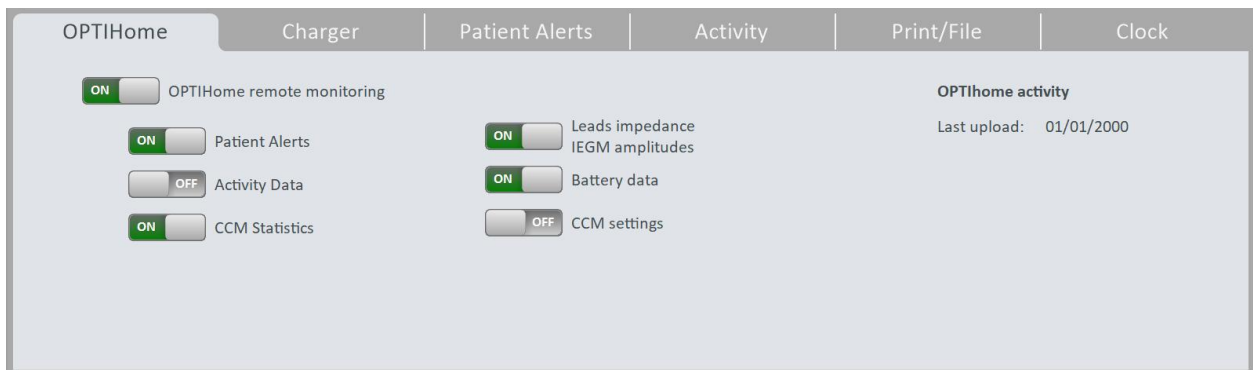 OPTIHome Charger Patient Alerts Activity Print/File Clock
ON OPTIHome remote monitoring
ON Patient Alerts
OFF Activity Data
ON CCM Statistics
ON Leads impedance
IEGM amplitudes
ON Battery data
OFF CCM settings
OPTIhome activity
Last upload: 01/01/2000